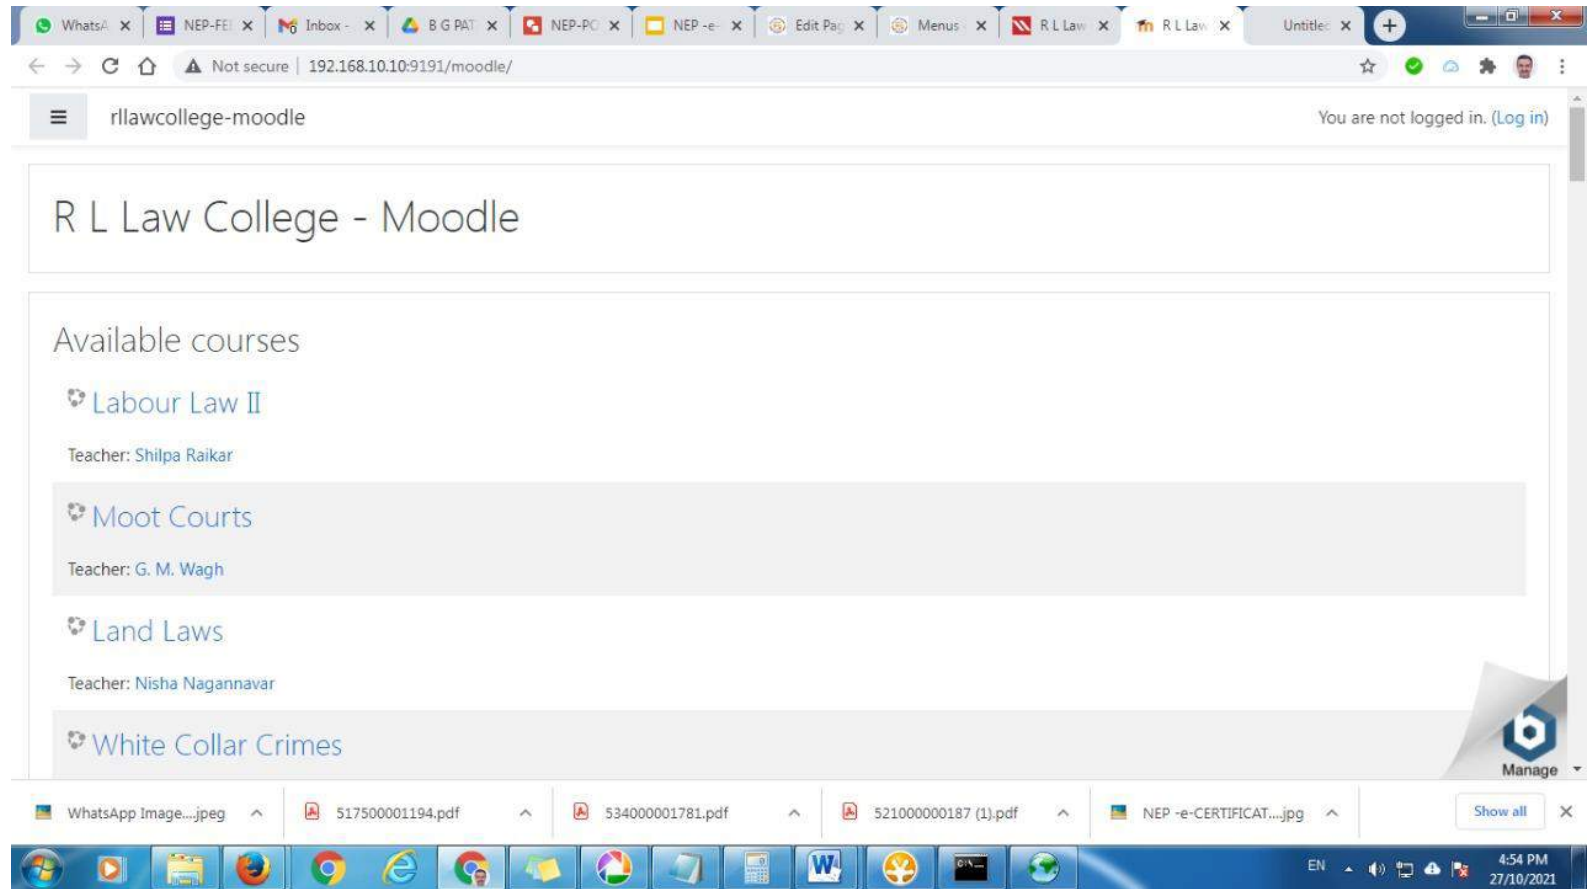 WhatsA NEP-FEE Inbox - B G PAT NEP-PO NEP -e- Edit Pag Menus R L Law R L Law Untitled
Not secure | 192.168.10.10:9191/moodle/
rllawcollege-moodle You are not logged in. (Log in)
R L Law College - Moodle
Available courses
Labour Law II
Teacher: Shilpa Raikar
Moot Courts
Teacher: G. M. Wagh
Land Laws
Teacher: Nisha Nagannavar
White Collar Crimes
Manage
WhatsApp Image....jpeg 517500001194.pdf 534000001781.pdf 521000000187 (1).pdf NEP -e-CERTIFICAT....jpg Show all
EN 4:54 PM
27/10/2021